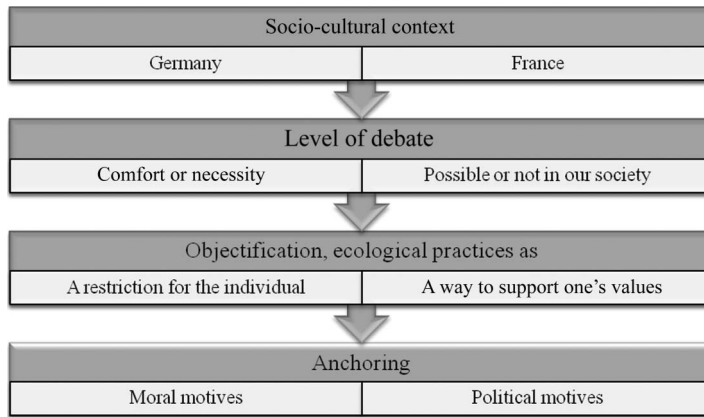 Socio-cultural context
Germany France
Level of debate
Comfort or necessity Possible or not in our society
Objectification, ecological practices as
A restriction for the individual A way to support one’s values
Anchoring
Moral motives Political motives